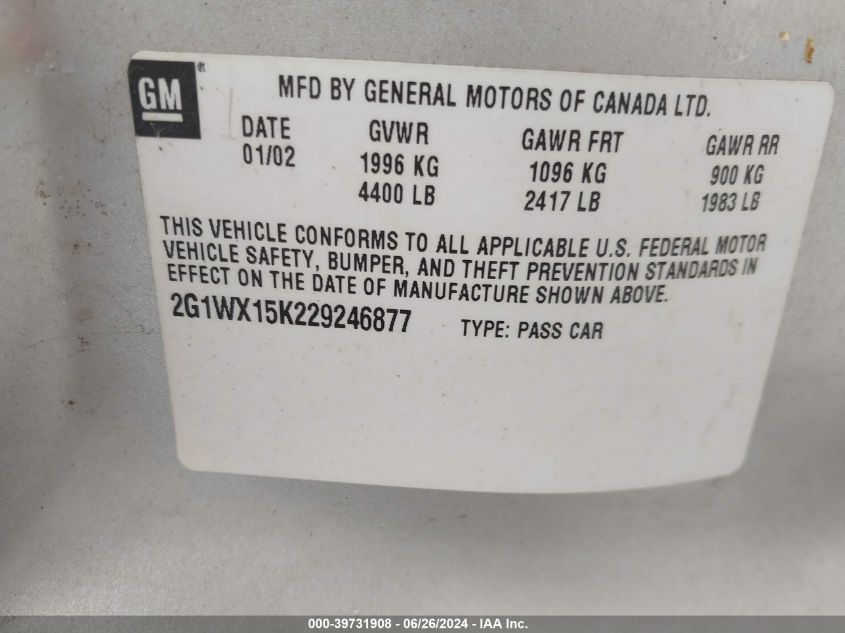 GM®
MFD BY GENERAL MOTORS OF CANADA LTD.
DATE GVWR GAWR FRT GAWR RR
01/02 1996 KG 1096 KG 900 KG
4400 LB 2417 LB 1983 LB
THIS VEHICLE CONFORMS TO ALL APPLICABLE U.S. FEDERAL MOTOR
VEHICLE SAFETY, BUMPER, AND THEFT PREVENTION STANDARDS IN
EFFECT ON THE DATE OF MANUFACTURE SHOWN ABOVE.
2G1WX15K229246877 TYPE: PASS CAR
000-39731908 - 06/26/2024 - IAA Inc.